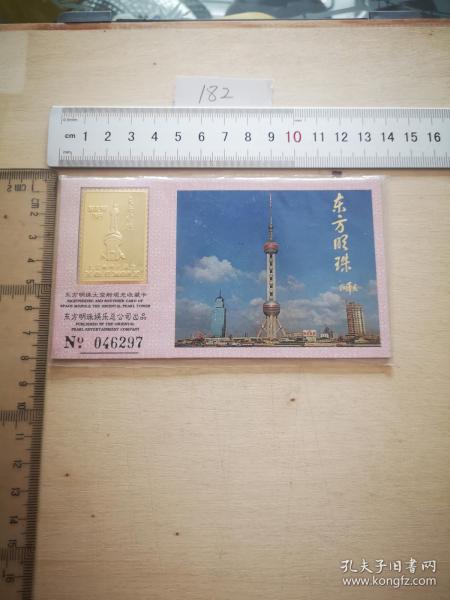 182
0.5mm
cm 1 2 3 4 5 6 7 8 9 10 11 12 13 14 15 16
东方明珠
东方明珠太空舱观光收藏卡
SIGHTSEEING AND SOUVENIR CARD OF
SPACE MODULE THE ORIENTAL PEARL TOWER
东方明珠娱乐总公司出品
PUBLISHED BY THE ORIENTAL
PEARL ENTERTAINMENT COMPANY
No 046297
孔夫子旧书网
www.kongfz.com